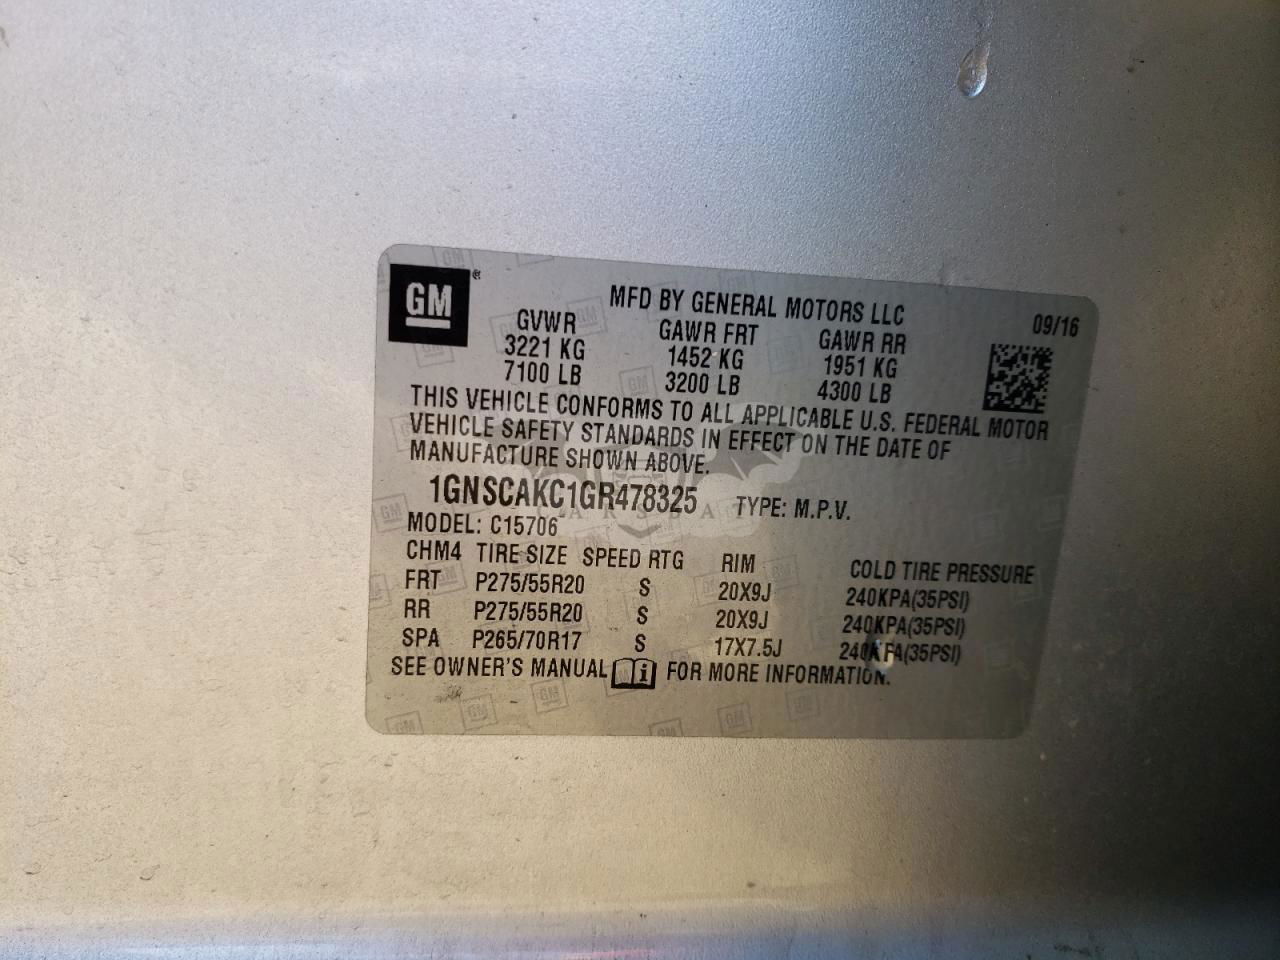 GM®
MFD BY GENERAL MOTORS LLC
09/16
GVWR GAWR FRT GAWR RR
3221 KG 1452 KG 1951 KG
7100 LB 3200 LB 4300 LB
THIS VEHICLE CONFORMS TO ALL APPLICABLE U.S. FEDERAL MOTOR
VEHICLE SAFETY STANDARDS IN EFFECT ON THE DATE OF
MANUFACTURE SHOWN ABOVE.
1GNSCAKC1GR478325 TYPE: M.P.V.
CARSBAT
MODEL: C15706
CHM4 TIRE SIZE SPEED RTG RIM COLD TIRE PRESSURE
FRT P275/55R20 S 20X9J 240KPA(35PSI)
RR P275/55R20 S 20X9J 240KPA(35PSI)
SPA P265/70R17 S 17X7.5J 240KPA(35PSI)
SEE OWNER'S MANUAL FOR MORE INFORMATION.